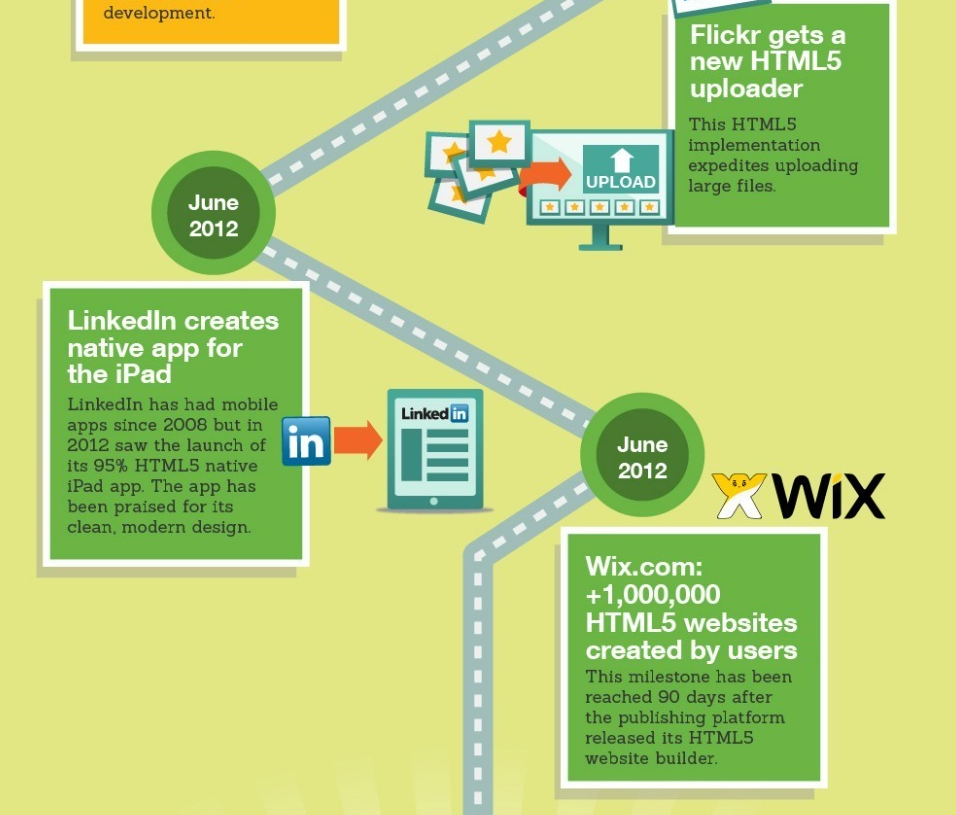 development.
Flickr gets a
new HTML5
uploader
This HTML5
implementation
expedites uploading
large files.
UPLOAD
June
2012
LinkedIn creates
native app for
the iPad
LinkedIn has had mobile
apps since 2008 but in
2012 saw the launch of
its 95% HTML5 native
iPad app. The app has
been praised for its
clean, modern design.
in
Linked in
June
2012
WiX
Wix.com:
+1,000,000
HTML5 websites
created by users
This milestone has been
reached 90 days after
the publishing platform
released its HTML5
website builder.